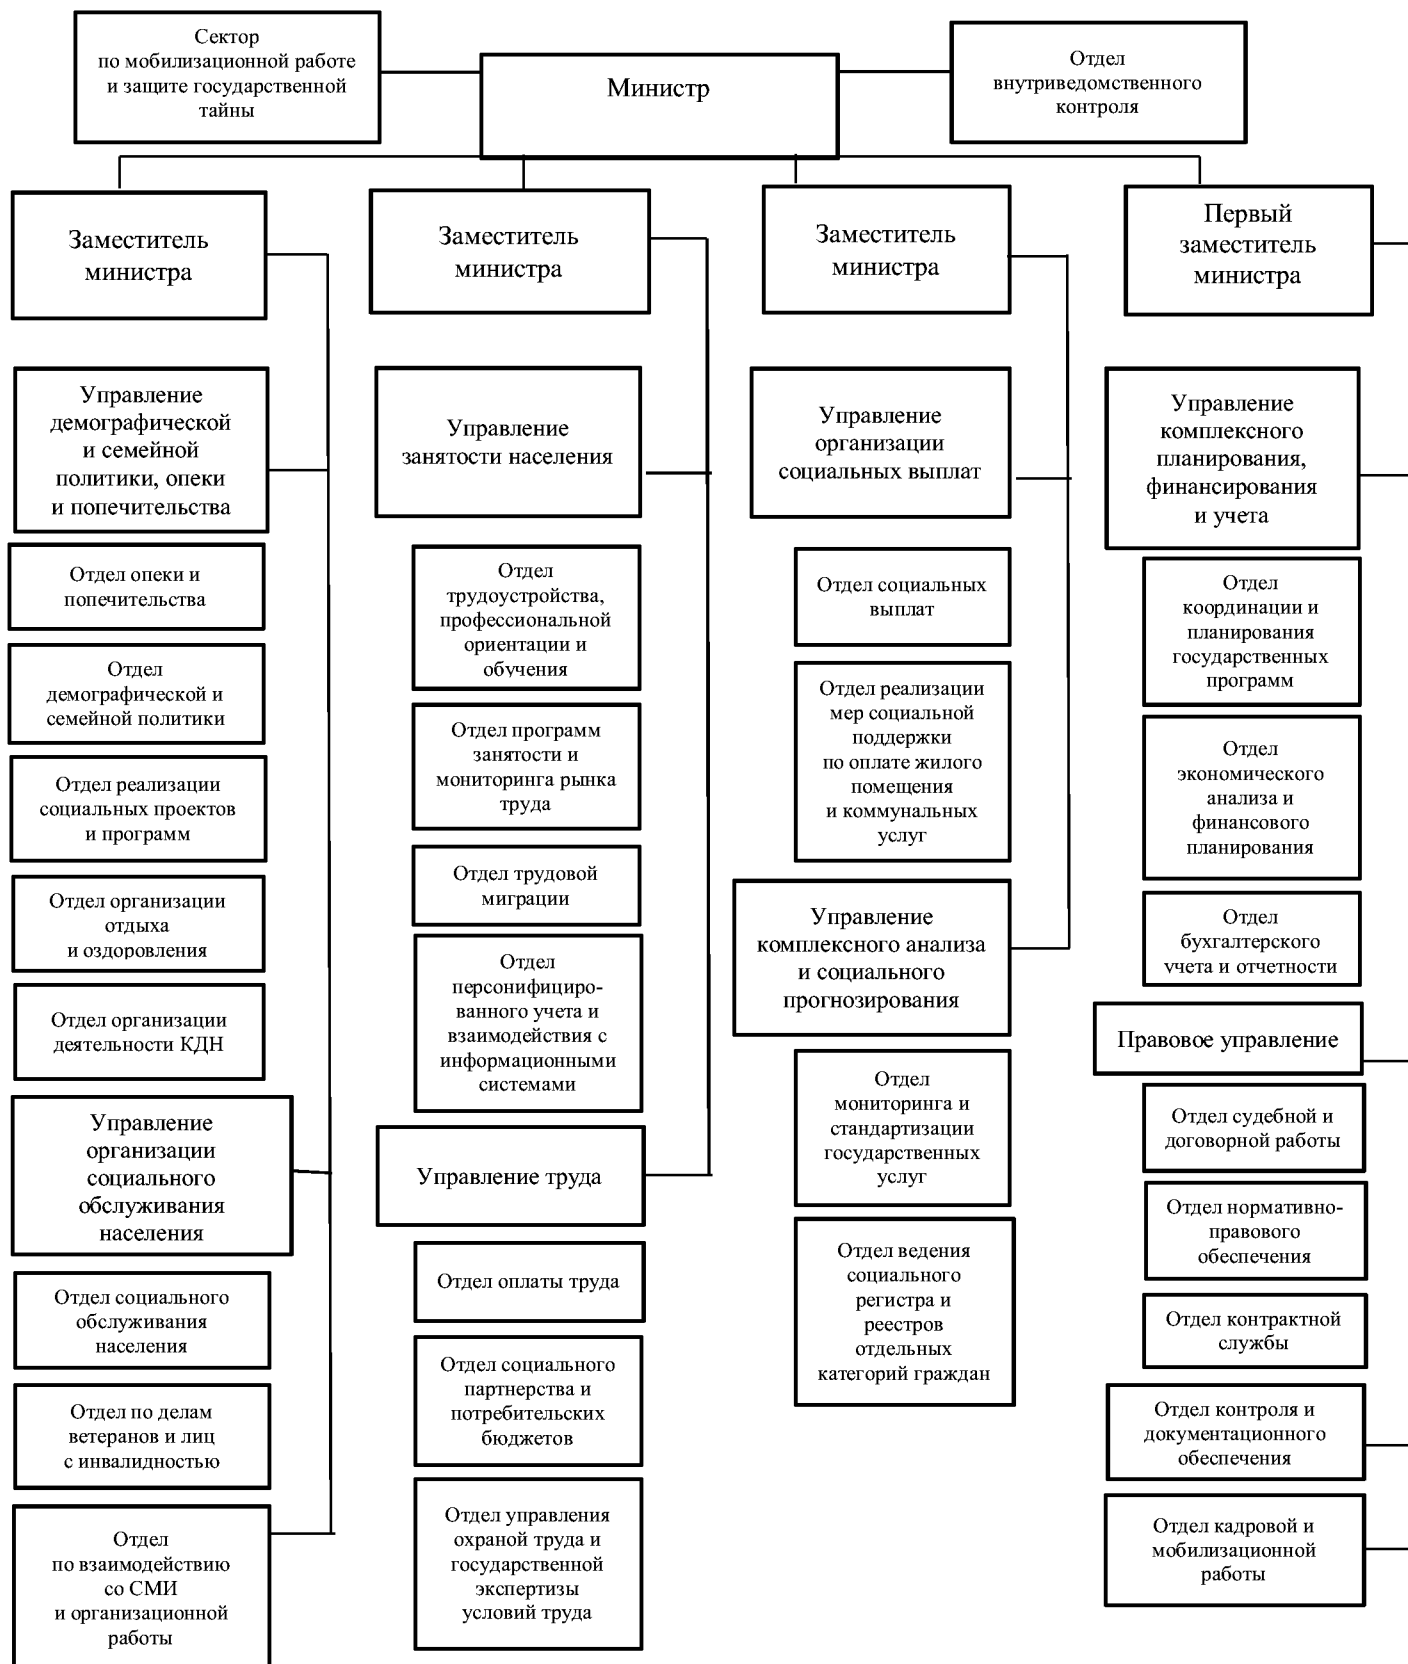 Сектор
по мобилизационной работе
и защите государственной
тайны
Министр
Отдел
внутриведомственного
контроля
Заместитель
министра
Заместитель
министра
Заместитель
министра
Первый
заместитель
министра
Управление
демографической
и семейной
политики, опеки
и попечительства
Отдел опеки и
попечительства
Отдел
демографической и
семейной политики
Отдел реализации
социальных проектов
и программ
Отдел организации
отдыха
и оздоровления
Отдел организации
деятельности КДН
Управление
организации
социального
обслуживания
населения
Отдел социального
обслуживания
населения
Отдел по делам
ветеранов и лиц
с инвалидностью
Отдел
по взаимодействию
со СМИ
и организационной
работы
Управление
занятости населения
Отдел
трудоустройства,
профессиональной
ориентации и
обучения
Отдел программ
занятости и
мониторинга рынка
труда
Отдел трудовой
миграции
Отдел
персонифициро-
ванного учета и
взаимодействия с
информационными
системами
Управление труда
Отдел оплаты труда
Отдел социального
партнерства и
потребительских
бюджетов
Отдел управления
охраной труда и
государственной
экспертизы
условий труда
Управление
организации
социальных выплат
Отдел социальных
выплат
Отдел реализации
мер социальной
поддержки
по оплате жилого
помещения
и коммунальных
услуг
Управление
комплексного анализа
и социального
прогнозирования
Отдел
мониторинга и
стандартизации
государственных
услуг
Отдел ведения
социального
регистра и
реестров
отдельных
категорий граждан
Управление
комплексного
планирования,
финансирования
и учета
Отдел
координации и
планирования
государственных
программ
Отдел
экономического
анализа и
финансового
планирования
Отдел
бухгалтерского
учета и отчетности
Правовое управление
Отдел судебной и
договорной работы
Отдел нормативно-
правового
обеспечения
Отдел контрактной
службы
Отдел контроля и
документационного
обеспечения
Отдел кадровой и
мобилизационной
работы